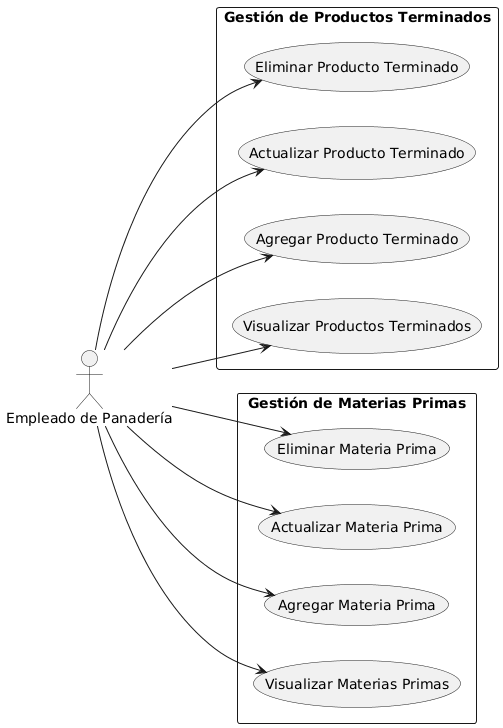 Gestión de Productos Terminados
Eliminar Producto Terminado
Actualizar Producto Terminado
Agregar Producto Terminado
Visualizar Productos Terminados
Empleado de Panadería
Gestión de Materias Primas
Eliminar Materia Prima
Actualizar Materia Prima
Agregar Materia Prima
Visualizar Materias Primas